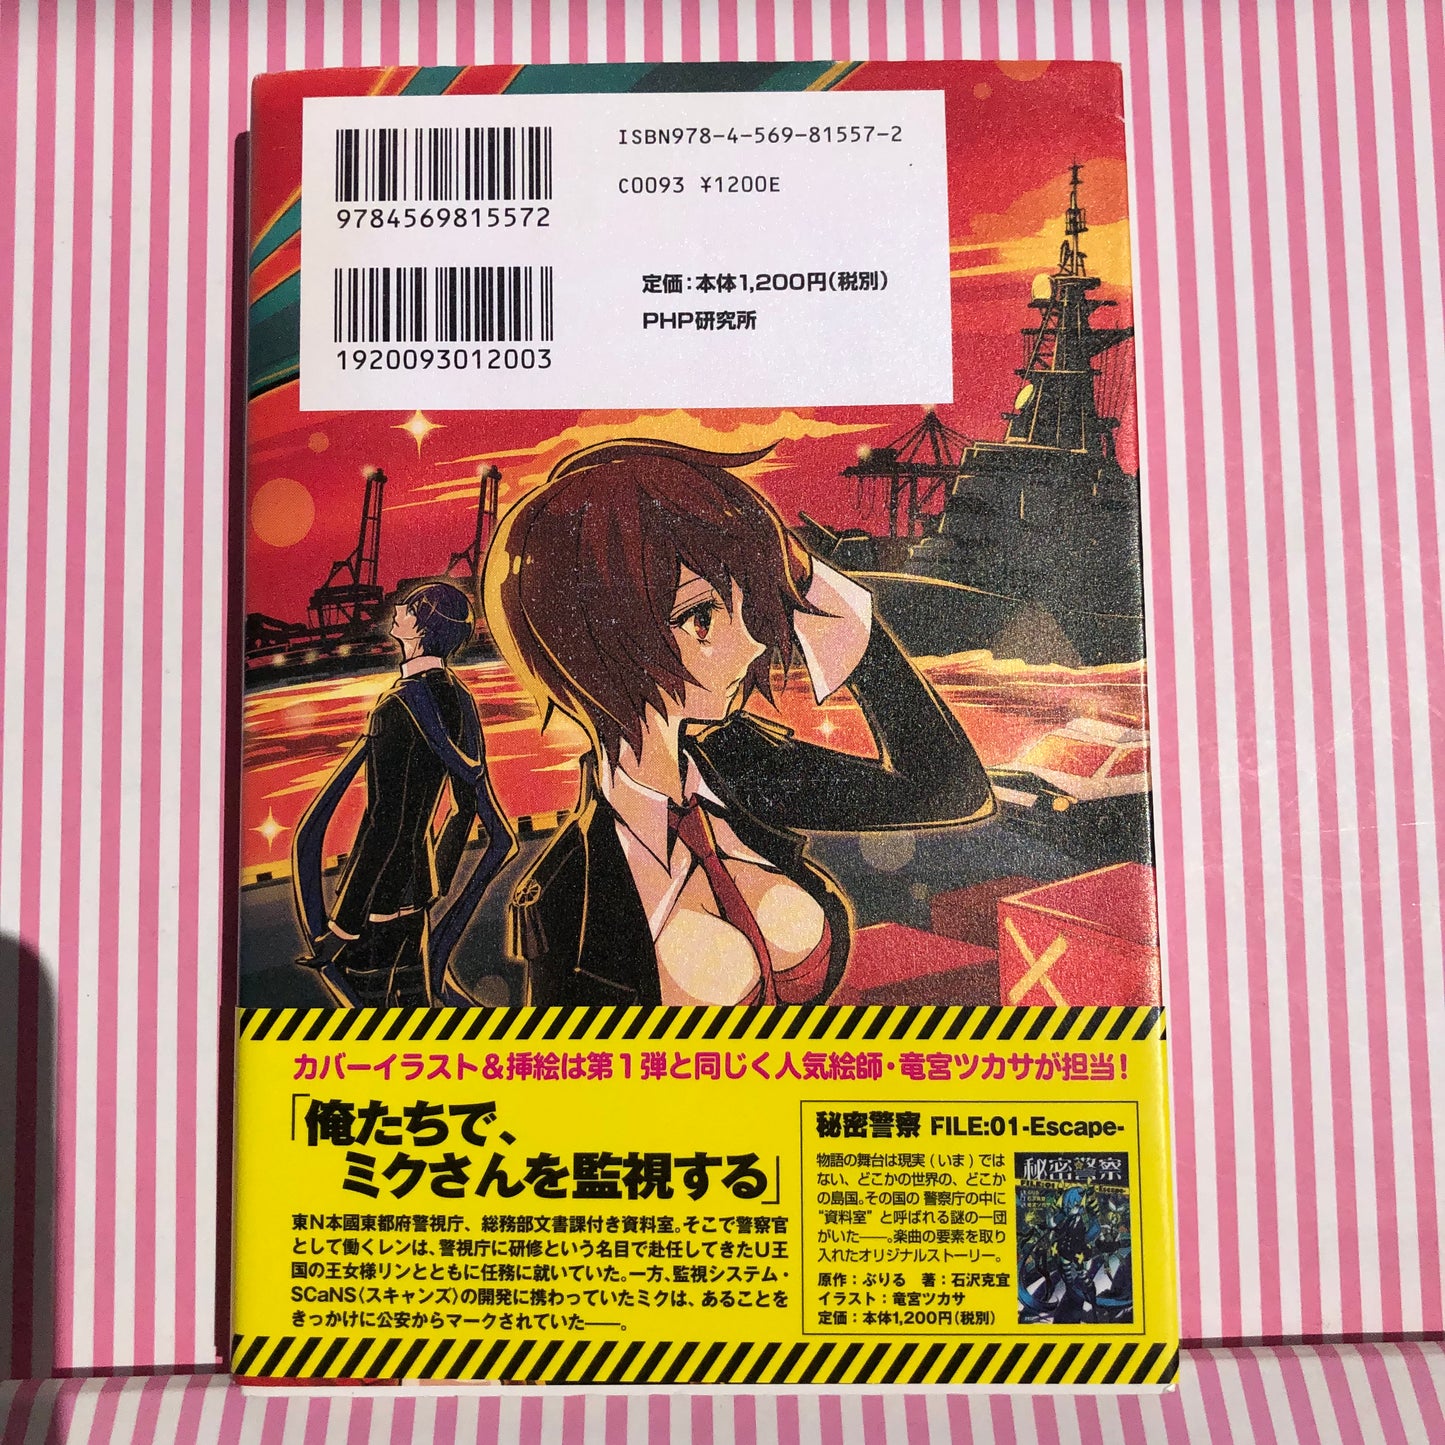 ISBN978-4-569-81557-2
C0093 ¥1200E
9784569815572
1920093012003
定価:本体1,200円(税別)
PHP研究所
カバーイラスト&挿絵は第1弾と同じく人気絵師・竜宮ツカサが担当!
「俺たちで、
ミクさんを監視する」
東N本國東都府警視庁、総務部文書課付き資料室。そこで警察官
として働くレンは、警視庁に研修という名目で赴任してきたU王
国の王女様リンとともに任務に就いていた。一方、監視システム・
SCaNS〈スキャンズ〉の開発に携わっていたミクは、あることを
きっかけに公安からマークされていた——。
秘密警察 FILE:01-Escape-
物語の舞台は現実(いま)では
ない、どこかの世界の、どこか
の島国。その国の警察庁の中に
“資料室”と呼ばれる謎の一団
がいた——。楽曲の要素を取り
入れたオリジナルストーリー。
原作:ぶりる 著:石沢克宜
イラスト:竜宮ツカサ
定価:本体1,200円(税別)
秘密警察
FILE:01 -Escape-